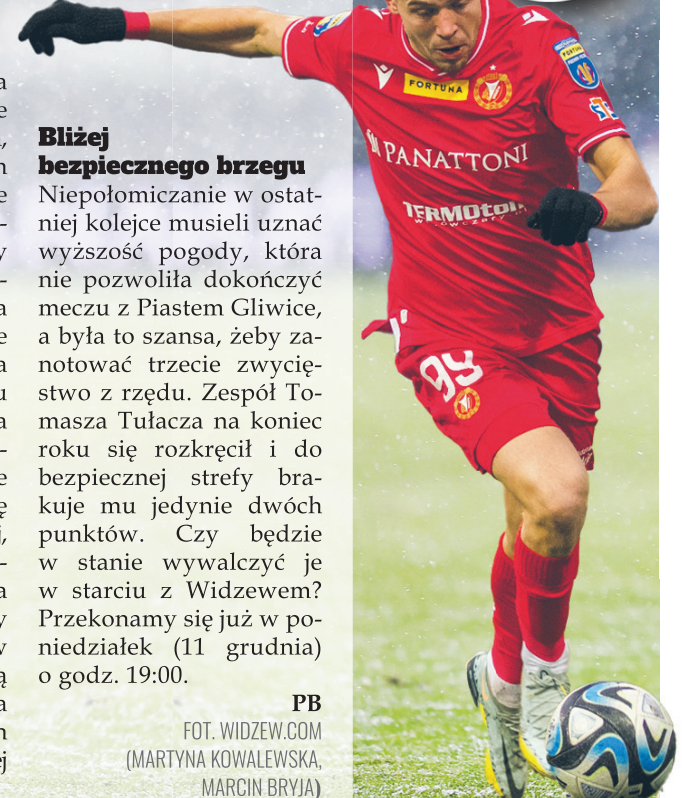 Bliżej
bezpiecznego brzegu
Niepołomiczanie w ostat-
niej kolejce musieli uznać
wyższość pogody, która
nie pozwoliła dokończyć
meczu z Piastem Gliwice,
a była to szansa, żeby za-
notować trzecie zwycię-
stwo z rzędu. Zespół To-
masza Tułacza na koniec
roku się rozkręcił i do
bezpiecznej strefy bra-
kuje mu jedynie dwóch
punktów. Czy będzie
w stanie wywalczyć je
w starciu z Widzewem?
Przekonamy się już w po-
niedziałek (11 grudnia)
o godz. 19:00.
PB
FOT. WIDZEW.COM
(MARTYNA KOWALEWSKA,
MARCIN BRYJA)
FORTUNA
PANATTONI
TERMOton
99